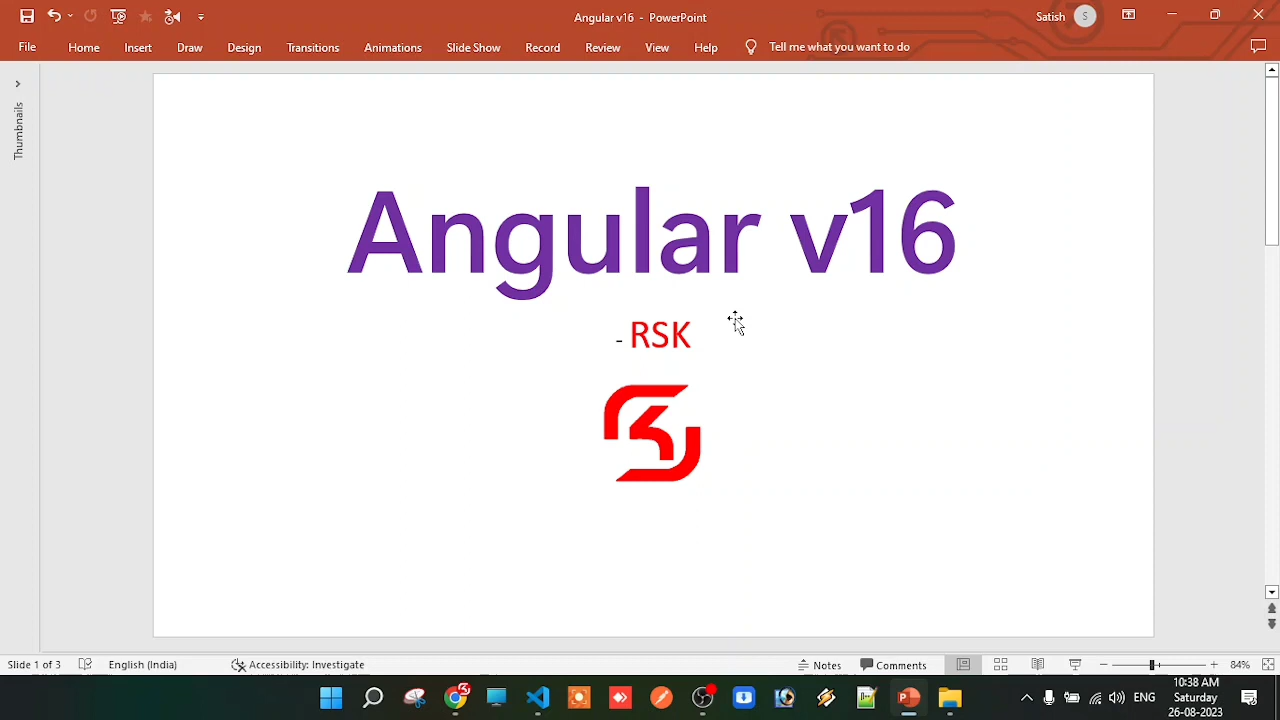 Angular v16 - PowerPoint
Satish S
File Home Insert Draw Design Transitions Animations Slide Show Record Review View Help Tell me what you want to do
Thumbnails
Angular v16
- RSK
Slide 1 of 3 English (India) Accessibility: Investigate Notes Comments 84%
3
ENG
10:38 AM
Saturday
26-08-2023